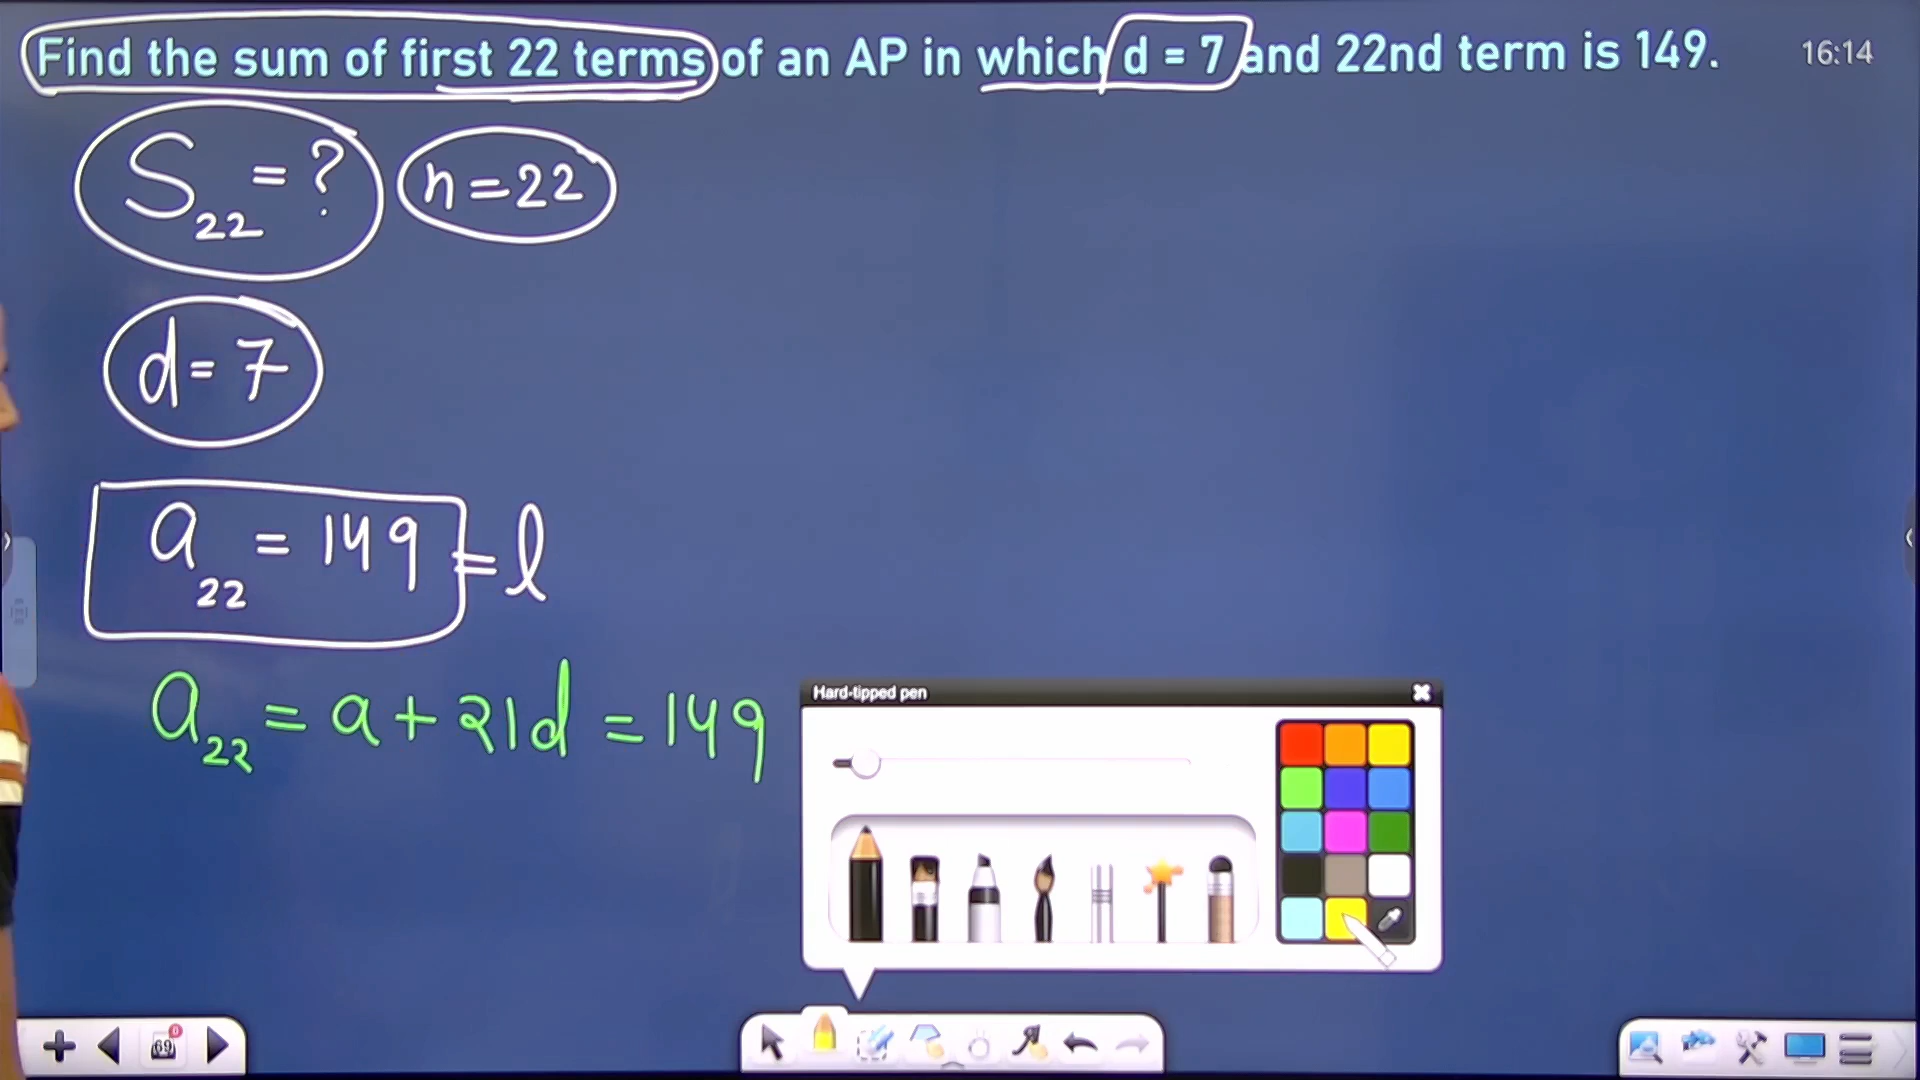 Find the sum of first 22 terms of an AP in which d = 7 and 22nd term is 149.
16:14
S22 = ? n = 22
d = 7
a22 = 149 = l
a22 = a + 21d = 149
Hard-tipped pen
69
0